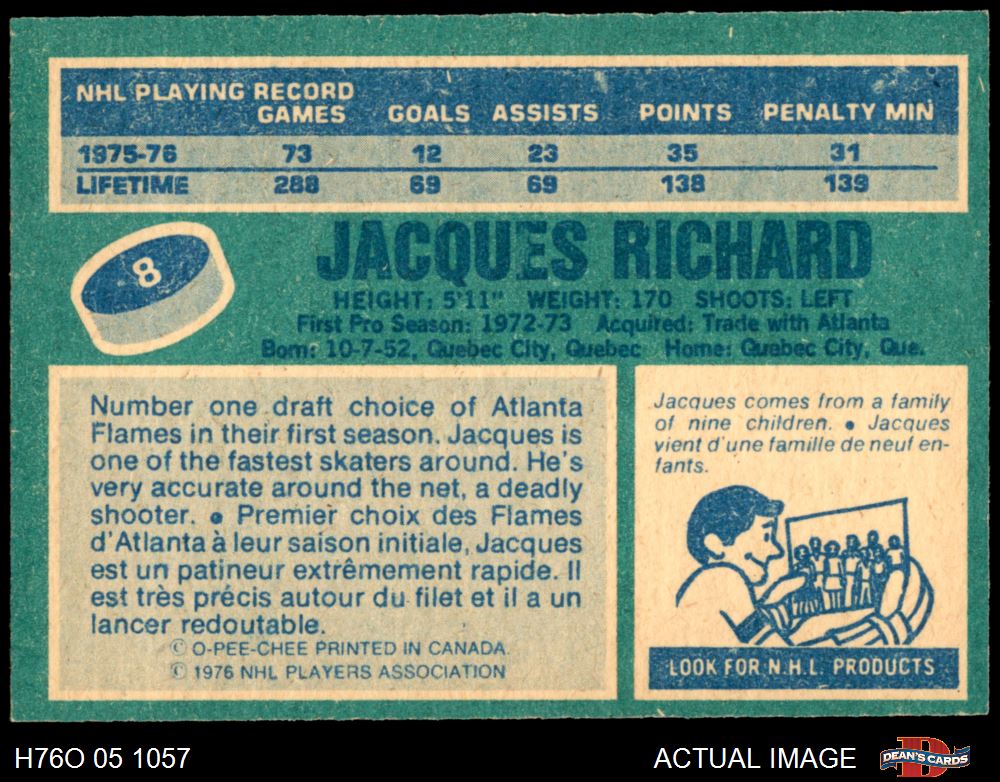 NHL PLAYING RECORD
GAMES GOALS ASSISTS POINTS PENALTY MIN
1975-76 73 12 23 35 31
LIFETIME 288 69 69 138 139
8
JACQUES RICHARD
HEIGHT: 5'11" WEIGHT: 170 SHOOTS: LEFT
First Pro Season: 1972-73 Acquired: Trade with Atlanta
Born: 10-7-52, Quebec City, Quebec Home: Quebec City, Que.
Number one draft choice of Atlanta
Flames in their first season. Jacques is
one of the fastest skaters around. He's
very accurate around the net, a deadly
shooter. ● Premier choix des Flames
d'Atlanta à leur saison initiale, Jacques
est un patineur extrêmement rapide. Il
est très précis autour du filet et il a un
lancer redoutable.
© O-PEE-CHEE PRINTED IN CANADA.
© 1976 NHL PLAYERS ASSOCIATION
Jacques comes from a family
of nine children. ● Jacques
vient d'une famille de neuf en-
fants.
LOOK FOR N.H.L. PRODUCTS
H76O 05 1057
ACTUAL IMAGE
DEAN'S CARDS